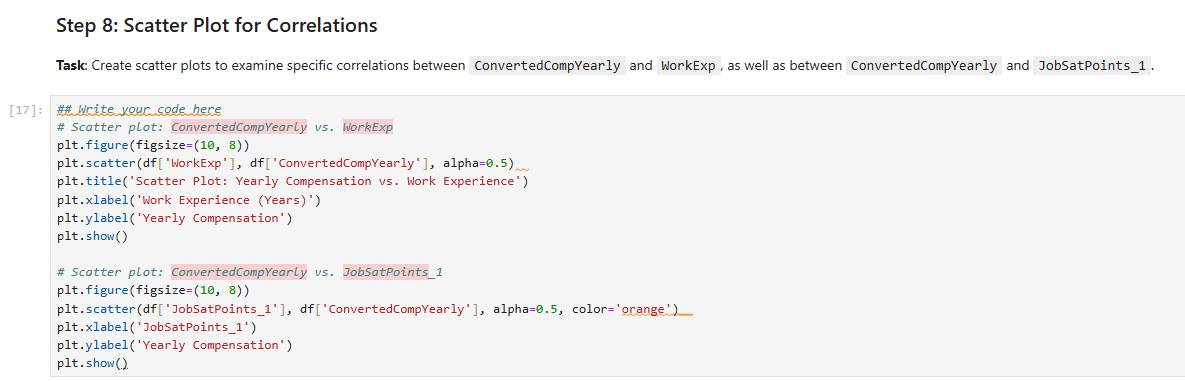 Step 8: Scatter Plot for Correlations
Task: Create scatter plots to examine specific correlations between ConvertedCompYearly and WorkExp, as well as between ConvertedCompYearly and JobSatPoints_1.
[17]:
## Write your code here
# Scatter plot: ConvertedCompYearly vs. WorkExp
plt.figure(figsize=(10, 8))
plt.scatter(df['WorkExp'], df['ConvertedCompYearly'], alpha=0.5)
plt.title('Scatter Plot: Yearly Compensation vs. Work Experience')
plt.xlabel('Work Experience (Years)')
plt.ylabel('Yearly Compensation')
plt.show()
# Scatter plot: ConvertedCompYearly vs. JobSatPoints_1
plt.figure(figsize=(10, 8))
plt.scatter(df['JobSatPoints_1'], df['ConvertedCompYearly'], alpha=0.5, color='orange')
plt.xlabel('JobSatPoints_1')
plt.ylabel('Yearly Compensation')
plt.show()